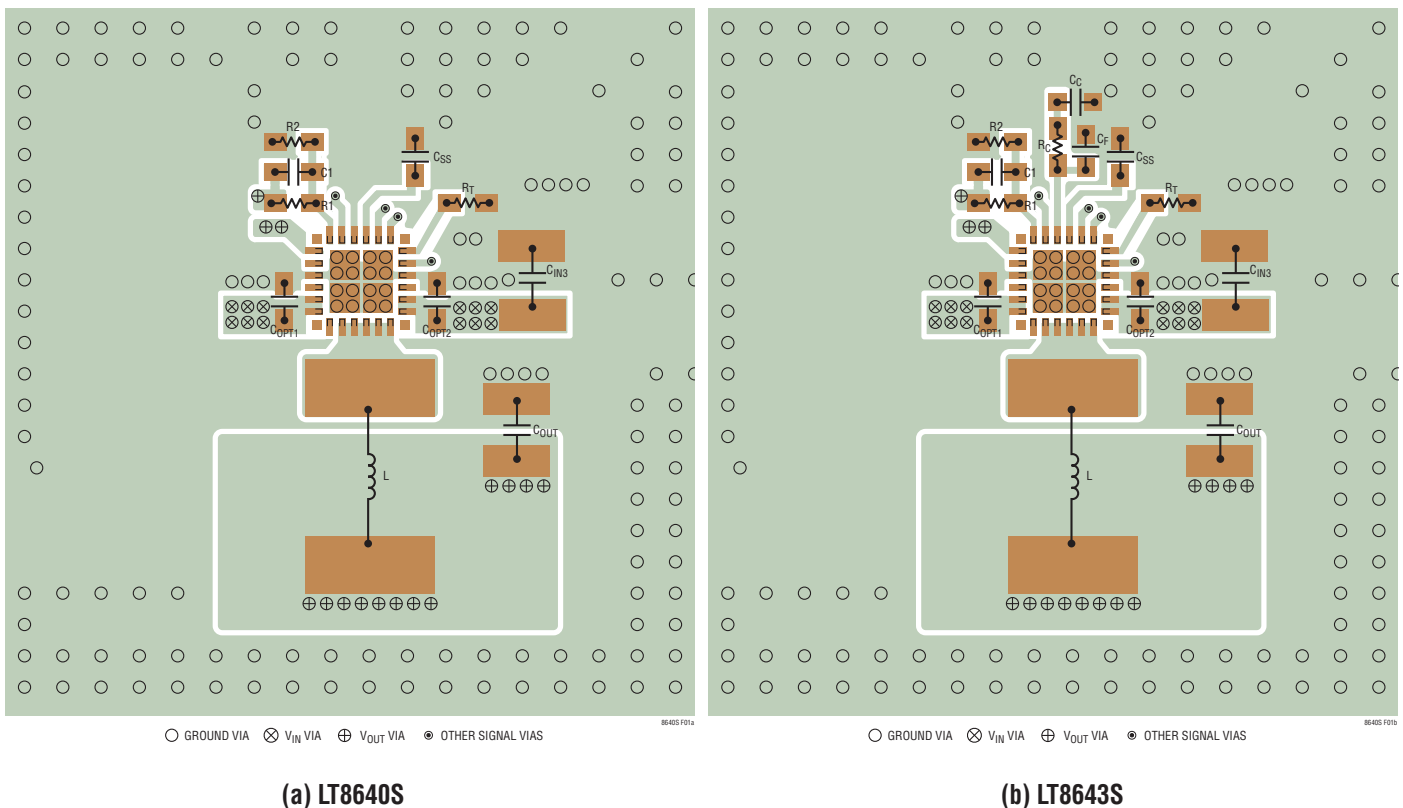 R2
C1
R1
CSS
RT
CIN3
COPT1
COPT2
COUT
L
8640S F01a
GROUND VIA VIN VIA VOUT VIA OTHER SIGNAL VIAS
(a) LT8640S
CC
R2
RC
CF
CSS
C1
R1
RT
CIN3
COPT1
COPT2
COUT
L
8640S F01b
GROUND VIA VIN VIA VOUT VIA OTHER SIGNAL VIAS
(b) LT8643S